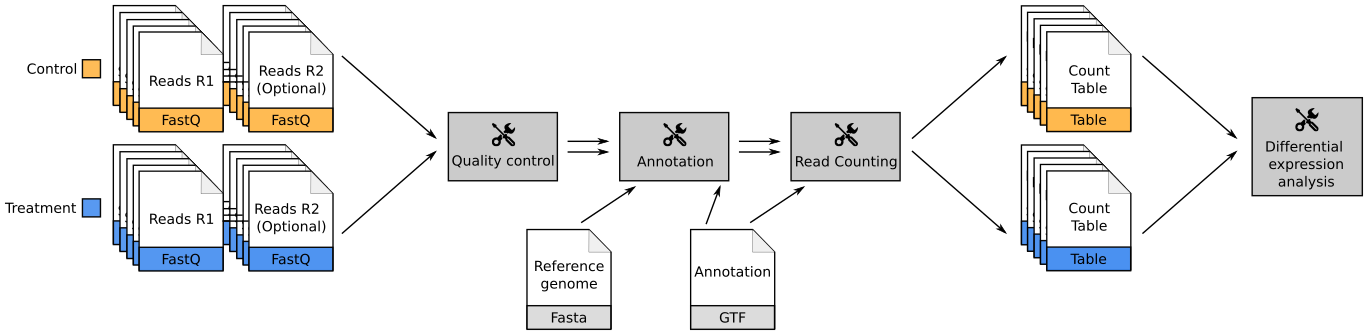 Control
Reads R1
FastQ
Reads R2
(Optional)
FastQ
Treatment
Reads R1
FastQ
Reads R2
(Optional)
FastQ
Quality control
Annotation
Read Counting
Reference
genome
Fasta
Annotation
GTF
Count
Table
Table
Count
Table
Table
Differential
expression
analysis